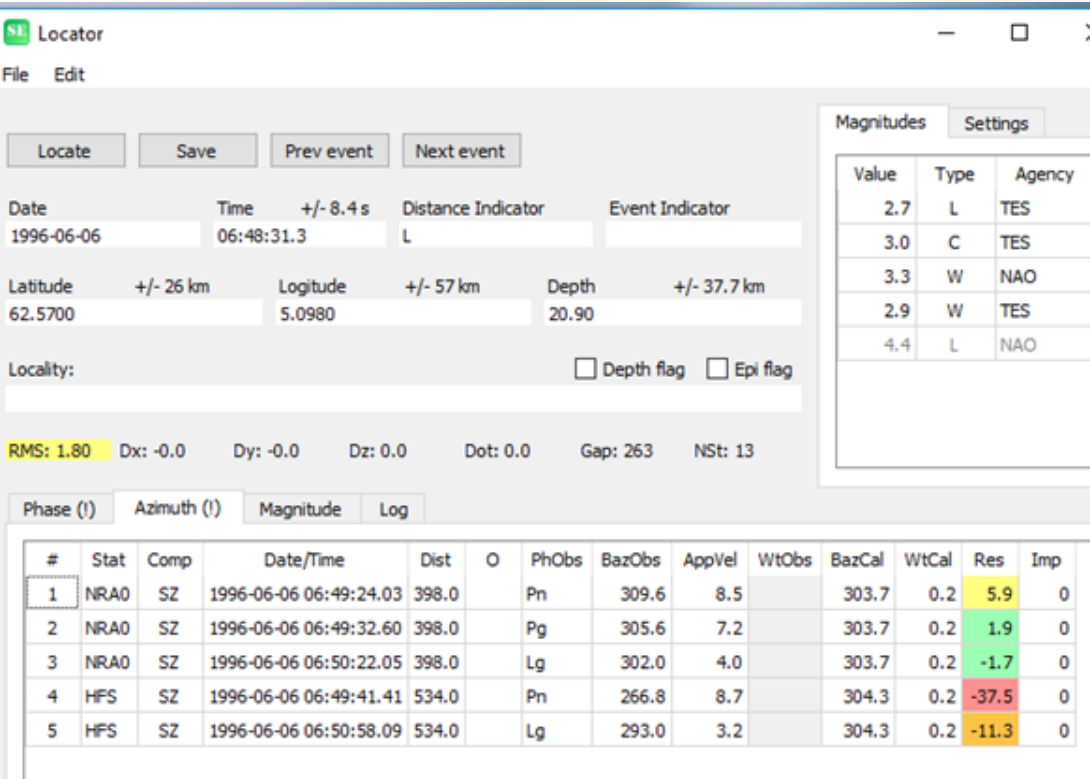 SE Locator
File Edit
Locate Save Prev event Next event
Date Time +/- 8.4 s Distance Indicator Event Indicator
1996-06-06 06:48:31.3 L
Latitude +/- 26 km Logitude +/- 57 km Depth +/- 37.7 km
62.5700 5.0980 20.90
Locality: Depth flag Epi flag
RMS: 1.80 Dx: -0.0 Dy: -0.0 Dz: 0.0 Dot: 0.0 Gap: 263 NSt: 13
Magnitudes Settings
Value Type Agency
2.7 L TES
3.0 C TES
3.3 W NAO
2.9 W TES
4.4 L NAO
Phase (!) Azimuth (!) Magnitude Log
# Stat Comp Date/Time Dist O PhObs BazObs AppVel WtObs BazCal WtCal Res Imp
1 NRA0 SZ 1996-06-06 06:49:24.03 398.0 Pn 309.6 8.5 303.7 0.2 5.9 0
2 NRA0 SZ 1996-06-06 06:49:32.60 398.0 Pg 305.6 7.2 303.7 0.2 1.9 0
3 NRA0 SZ 1996-06-06 06:50:22.05 398.0 Lg 302.0 4.0 303.7 0.2 -1.7 0
4 HFS SZ 1996-06-06 06:49:41.41 534.0 Pn 266.8 8.7 304.3 0.2 -37.5 0
5 HFS SZ 1996-06-06 06:50:58.09 534.0 Lg 293.0 3.2 304.3 0.2 -11.3 0